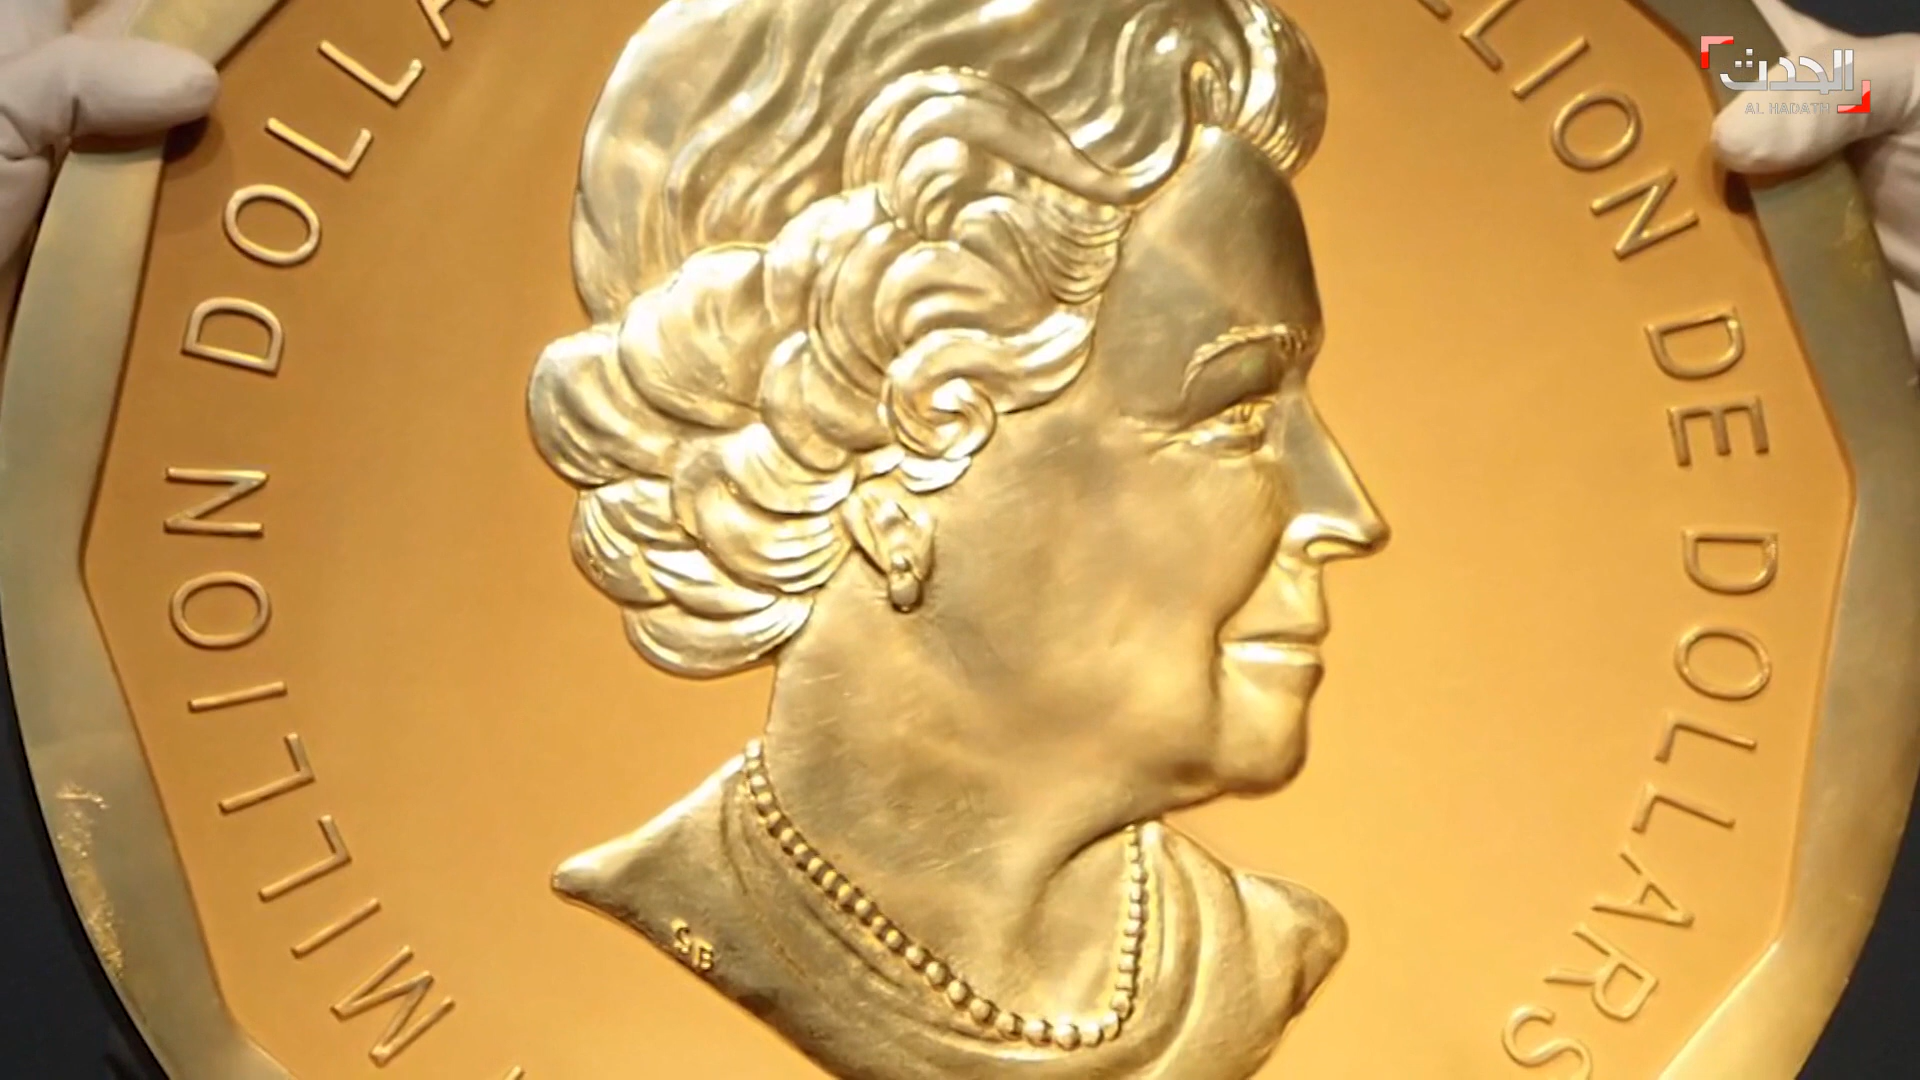 MILLION DOLLA
LLION DE DOLLARS
SB
الحدث
AL HADATH